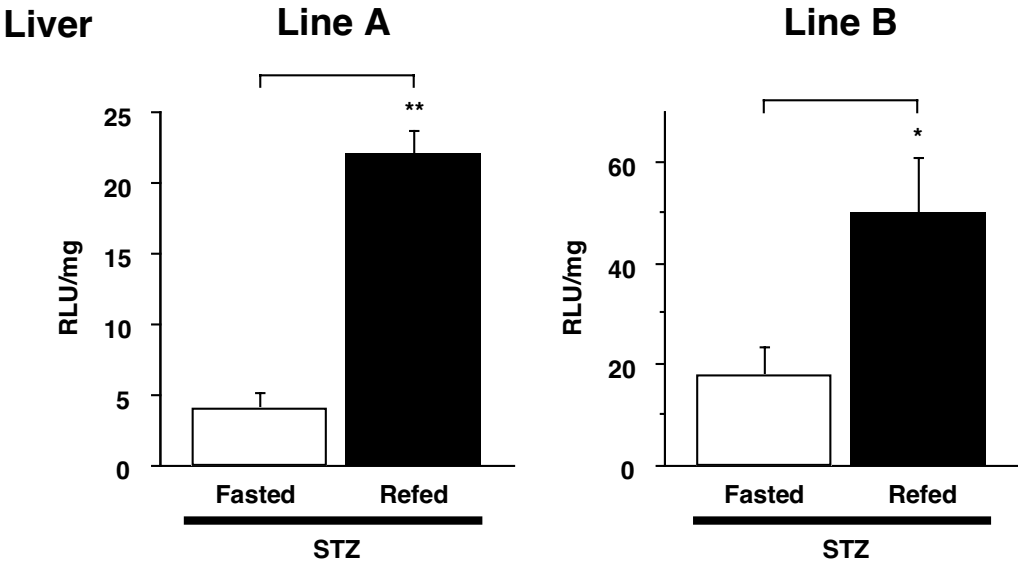 Liver
Line A
Line B
**
*
25
20
15
10
5
0
RLU/mg
60
40
20
0
RLU/mg
Fasted Refed
STZ
Fasted Refed
STZ